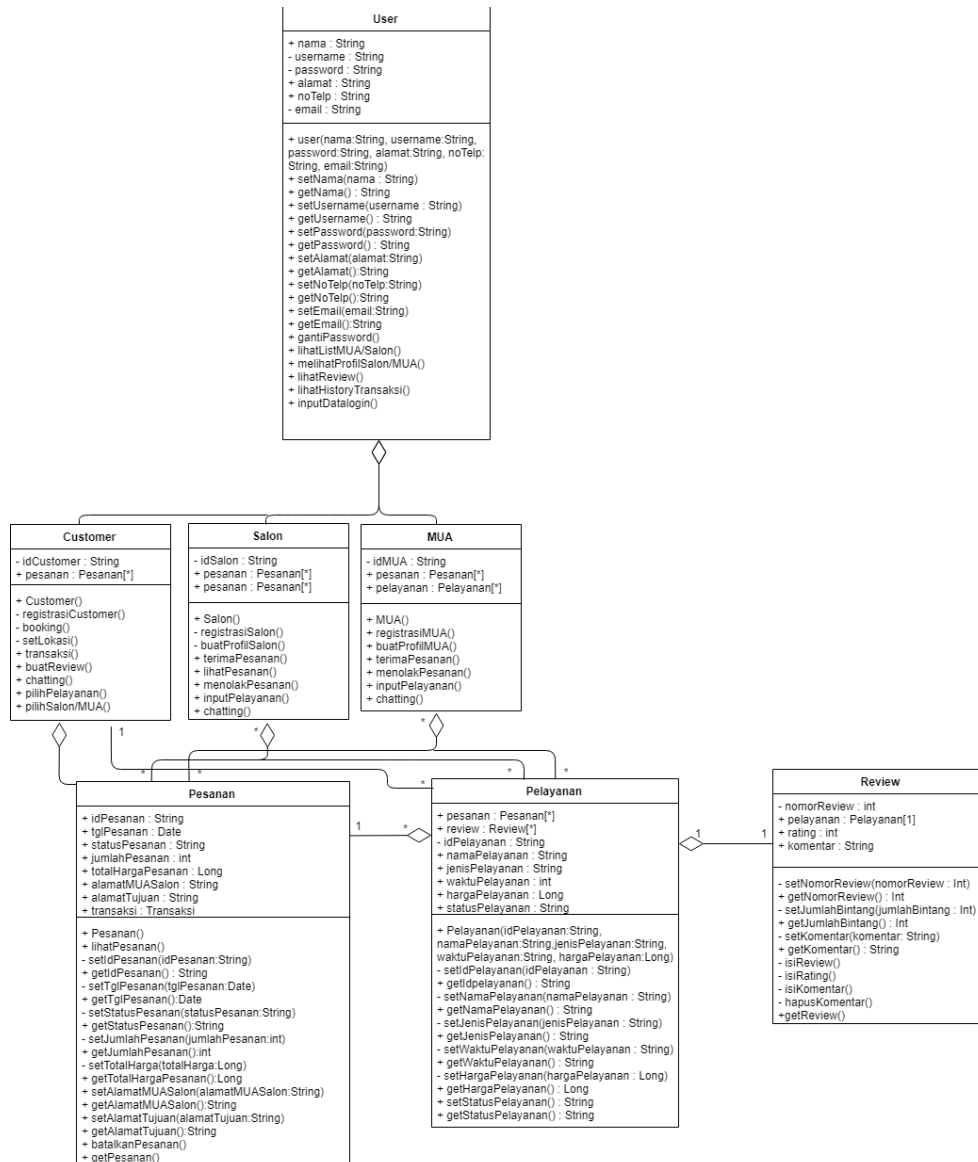 User
+ nama : String
- username : String
- password : String
+ alamat : String
+ noTelp : String
- email : String
+ user(nama:String, username:String,
password:String, alamat:String, noTelp:
String, email:String)
+ setNama(nama : String)
+ getNama() : String
+ setUsername(username : String)
+ getUsername() : String
+ setPassword(password:String)
+ getPassword() : String
+ setAlamat(alamat:String)
+ getAlamat():String
+ setNoTelp(noTelp:String)
+ getNoTelp():String
+ setEmail(email:String)
+ getEmail():String
+ gantiPassword()
+ lihatListMUA/Salon()
+ melihatProfilSalon/MUA()
+ lihatReview()
+ lihatHistoryTransaksi()
+ inputDatalogin()
Customer
- idCustomer : String
+ pesanan : Pesanan[*]
+ Customer()
- registrasiCustomer()
- booking()
- setLokasi()
+ transaksi()
+ buatReview()
+ chatting()
+ pilihPelayanan()
+ pilihSalon/MUA()
Salon
- idSalon : String
+ pesanan : Pesanan[*]
+ pesanan : Pesanan[*]
+ Salon()
- registrasiSalon()
- buatProfilSalon()
+ terimaPesanan()
+ lihatPesanan()
+ menolakPesanan()
+ inputPelayanan()
+ chatting()
MUA
- idMUA : String
+ pesanan : Pesanan[*]
+ pelayanan : Pelayanan[*]
+ MUA()
+ registrasiMUA()
+ buatProfilMUA()
+ terimaPesanan()
+ menolakPesanan()
+ inputPelayanan()
+ chatting()
1
*
*
*
*
*
*
*
Pesanan
+ idPesanan : String
+ tglPesanan : Date
+ statusPesanan : String
+ jumlahPesanan : int
+ totalHargaPesanan : Long
+ alamatMUASalon : String
+ alamatTujuan : String
+ transaksi : Transaksi
+ Pesanan()
+ lihatPesanan()
- setIdPesanan(idPesanan:String)
+ getIdPesanan() : String
- setTglPesanan(tglPesanan:Date)
+ getTglPesanan():Date
- setStatusPesanan(statusPesanan:String)
+ getStatusPesanan():String
- setJumlahPesanan(jumlahPesanan:int)
+ getJumlahPesanan():int
- setTotalHarga(totalHarga:Long)
+ getTotalHargaPesanan():Long
+ setAlamatMUASalon(alamatMUASalon:String)
+ getAlamatMUASalon():String
+ setAlamatTujuan(alamatTujuan:String)
+ getAlamatTujuan():String
+ batalkanPesanan()
+ getPesanan()
1
*
Pelayanan
+ pesanan : Pesanan[*]
+ review : Review[*]
- idPelayanan : String
+ namaPelayanan : String
+ jenisPelayanan : String
+ waktuPelayanan : int
+ hargaPelayanan : Long
+ statusPelayanan : String
+ Pelayanan(idPelayanan:String,
namaPelayanan:String,jenisPelayanan:String,
waktuPelayanan:String, hargaPelayanan:Long)
- setIdPelayanan(idPelayanan : String)
+ getIdpelayanan() : String
- setNamaPelayanan(namaPelayanan : String)
+ getNamaPelayanan() : String
- setJenisPelayanan(jenisPelayanan : String)
+ getJenisPelayanan() : String
- setWaktuPelayanan(waktuPelayanan : String)
+ getWaktuPelayanan() : String
- setHargaPelayanan(hargaPelayanan : Long)
+ getHargaPelayanan() : Long
+ setStatusPelayanan() : String
+ getStatusPelayanan() : String
1
1
Review
- nomorReview : int
+ pelayanan : Pelayanan[1]
+ rating : int
+ komentar : String
- setNomorReview(nomorReview : Int)
+ getNomorReview() : Int
- setJumlahBintang(jumlahBintang : Int)
+ getJumlahBintang() : Int
- setKomentar(komentar: String)
+ getKomentar() : String
- isiReview()
- isiRating()
- isiKomentar()
- hapusKomentar()
+getReview()